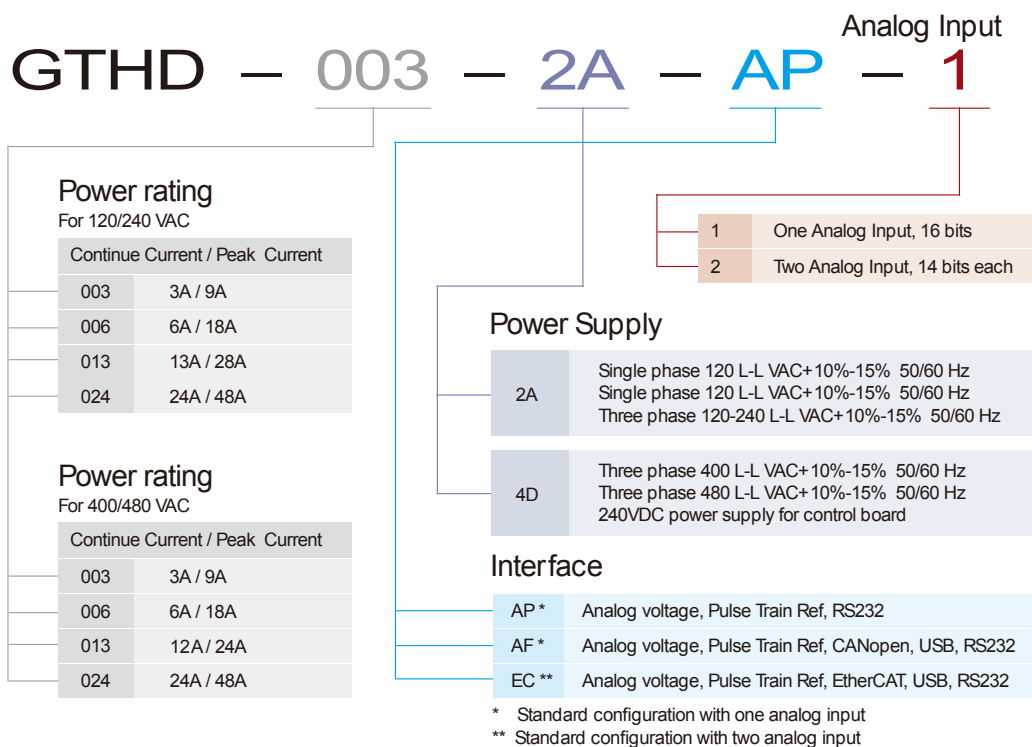 Analog Input
GTHD – 003 – 2A – AP – 1
Power rating
For 120/240 VAC
Continue Current / Peak Current
003 3A / 9A
006 6A / 18A
013 13A / 28A
024 24A / 48A
Power rating
For 400/480 VAC
Continue Current / Peak Current
003 3A / 9A
006 6A / 18A
013 12A / 24A
024 24A / 48A
1 One Analog Input, 16 bits
2 Two Analog Input, 14 bits each
Power Supply
2A
Single phase 120 L-L VAC+10%-15% 50/60 Hz
Single phase 120 L-L VAC+10%-15% 50/60 Hz
Three phase 120-240 L-L VAC+10%-15% 50/60 Hz
4D
Three phase 400 L-L VAC+10%-15% 50/60 Hz
Three phase 480 L-L VAC+10%-15% 50/60 Hz
240VDC power supply for control board
Interface
AP * Analog voltage, Pulse Train Ref, RS232
AF * Analog voltage, Pulse Train Ref, CANopen, USB, RS232
EC ** Analog voltage, Pulse Train Ref, EtherCAT, USB, RS232
* Standard configuration with one analog input
** Standard configuration with two analog input